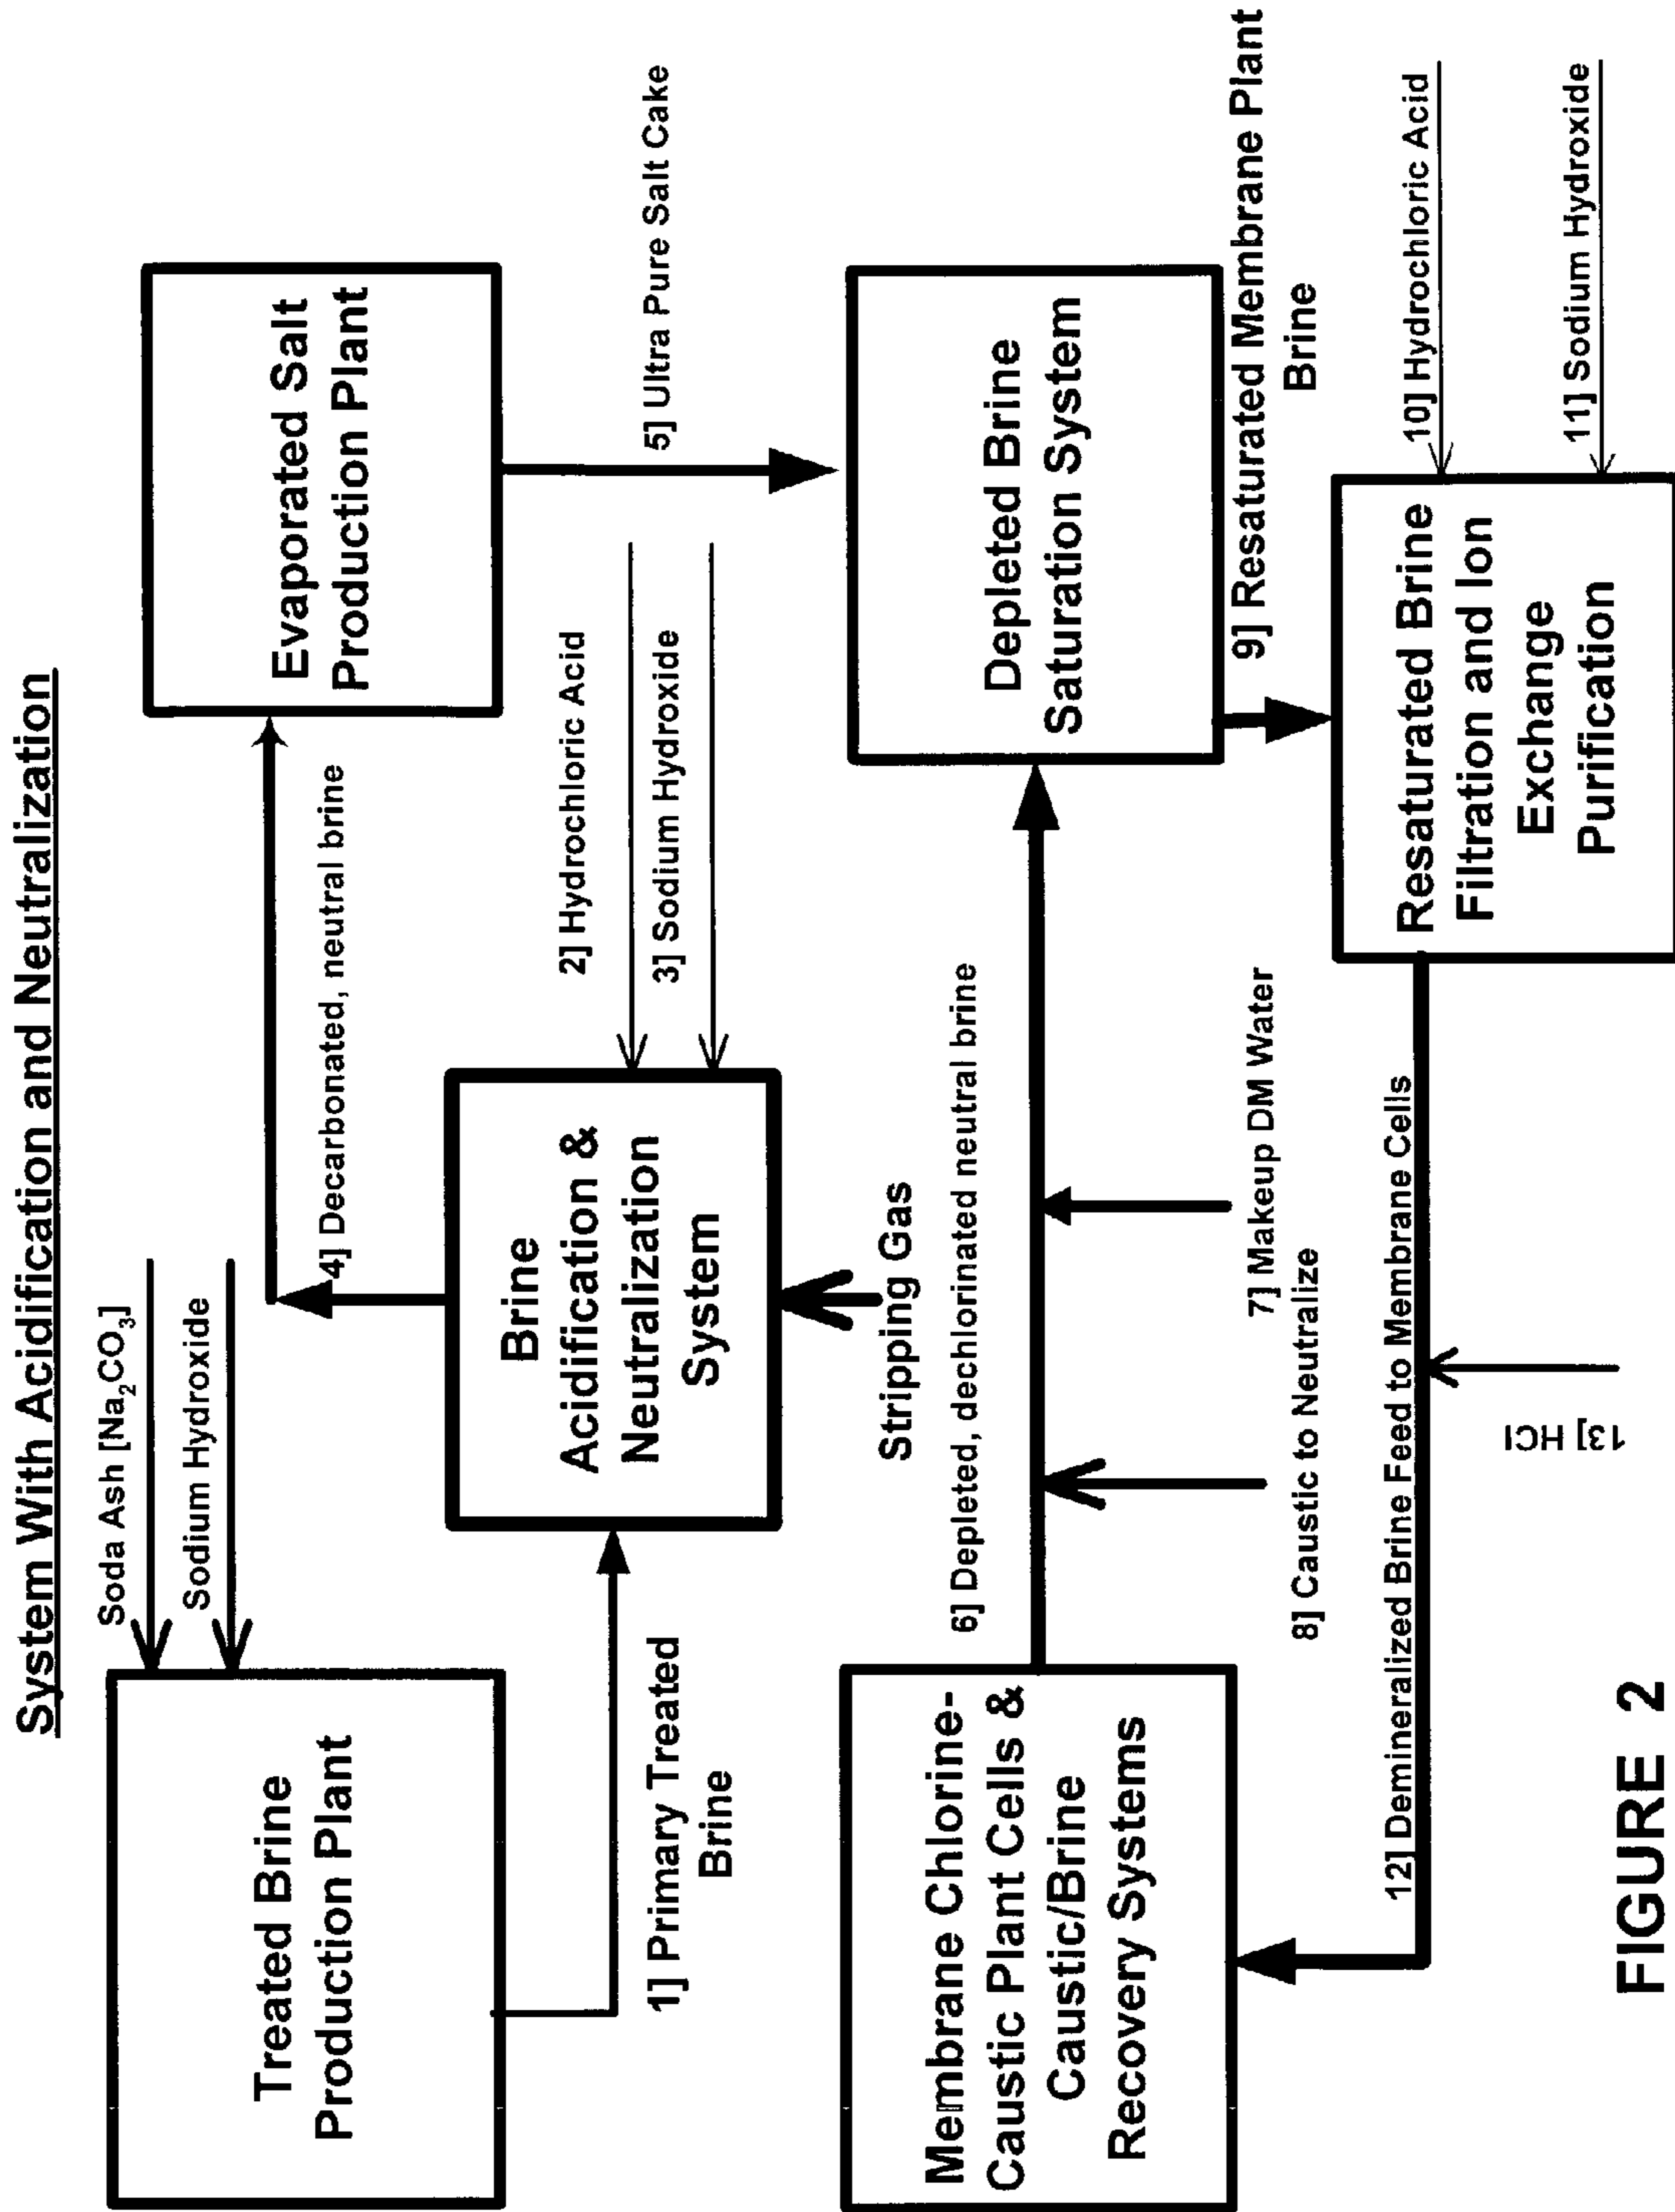 System With Acidification and Neutralization
Soda Ash [Na₂CO₃]
Sodium Hydroxide
Treated Brine
Production Plant
1] Primary Treated
Brine
Brine
Acidification &
Neutralization
System
Stripping Gas
2] Hydrochloric Acid
3] Sodium Hydroxide
4] Decarbonated, neutral brine
Evaporated Salt
Production Plant
5] Ultra Pure Salt Cake
Membrane Chlorine-
Caustic Plant Cells &
Caustic/Brine
Recovery Systems
6] Depleted, dechlorinated neutral brine
7] Makeup DM Water
8] Caustic to Neutralize
Depleted Brine
Saturation System
9] Resaturated Membrane Plant
Brine
Resaturated Brine
Filtration and Ion
Exchange
Purification
10] Hydrochloric Acid
11] Sodium Hydroxide
12] Demineralized Brine Feed to Membrane Cells
13] HCl
FIGURE 2